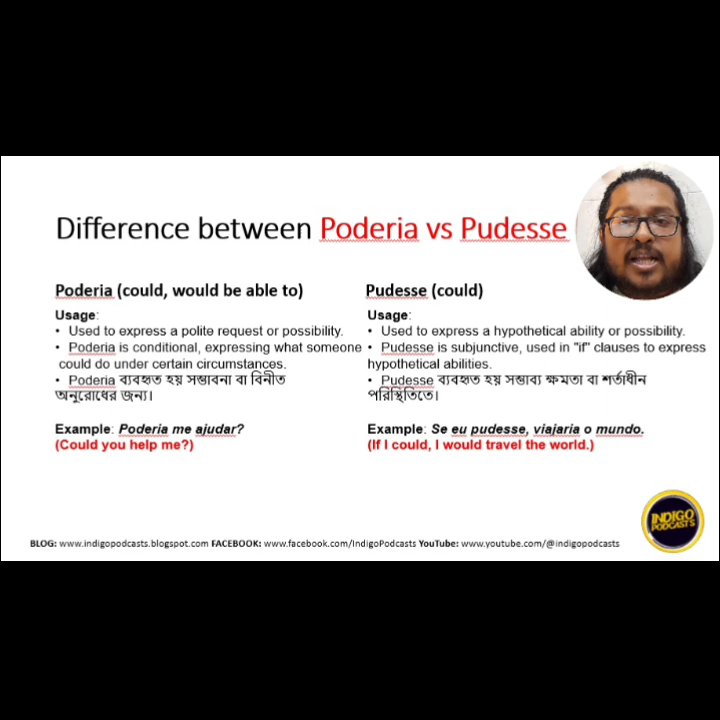 Difference between Poderia vs Pudesse
Poderia (could, would be able to)
Usage:
• Used to express a polite request or possibility.
• Poderia is conditional, expressing what someone
could do under certain circumstances.
• Poderia ব্যবহৃত হয় সম্ভাবনা বা বিনীত
অনুরোধের জন্য।
Example: Poderia me ajudar?
(Could you help me?)
Pudesse (could)
Usage:
• Used to express a hypothetical ability or possibility.
• Pudesse is subjunctive, used in "if" clauses to express
hypothetical abilities.
• Pudesse ব্যবহৃত হয় সম্ভাব্য ক্ষমতা বা শর্তাধীন
পরিস্থিতিতে।
Example: Se eu pudesse, viajaria o mundo.
(If I could, I would travel the world.)
INDIGO
PODCASTS
BLOG: www.indigopodcasts.blogspot.com FACEBOOK: www.facebook.com/IndigoPodcasts YouTube: www.youtube.com/@indigopodcasts